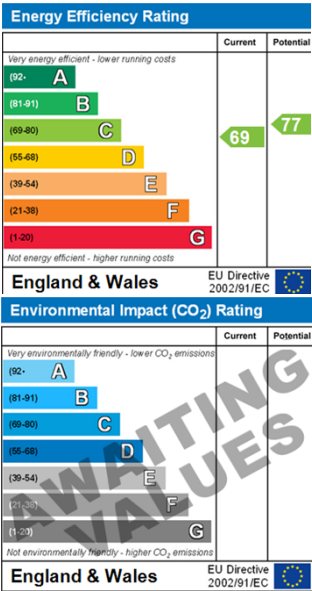 Energy Efficiency Rating
Current Potential
Very energy efficient - lower running costs
(92- A
(81-91) B
(69-80) C
69
77
(55-68) D
(39-54) E
(21-38) F
(1-20) G
Not energy efficient - higher running costs
England & Wales
EU Directive
2002/91/EC
Environmental Impact (CO2) Rating
Current Potential
Very environmentally friendly - lower CO2 emissions
(92- A
(81-91) B
(69-80) C
(55-68) D
(39-54) E
(21-38) F
(1-20) G
AWAITING
VALUES
Not environmentally friendly - higher CO2 emissions
England & Wales
EU Directive
2002/91/EC